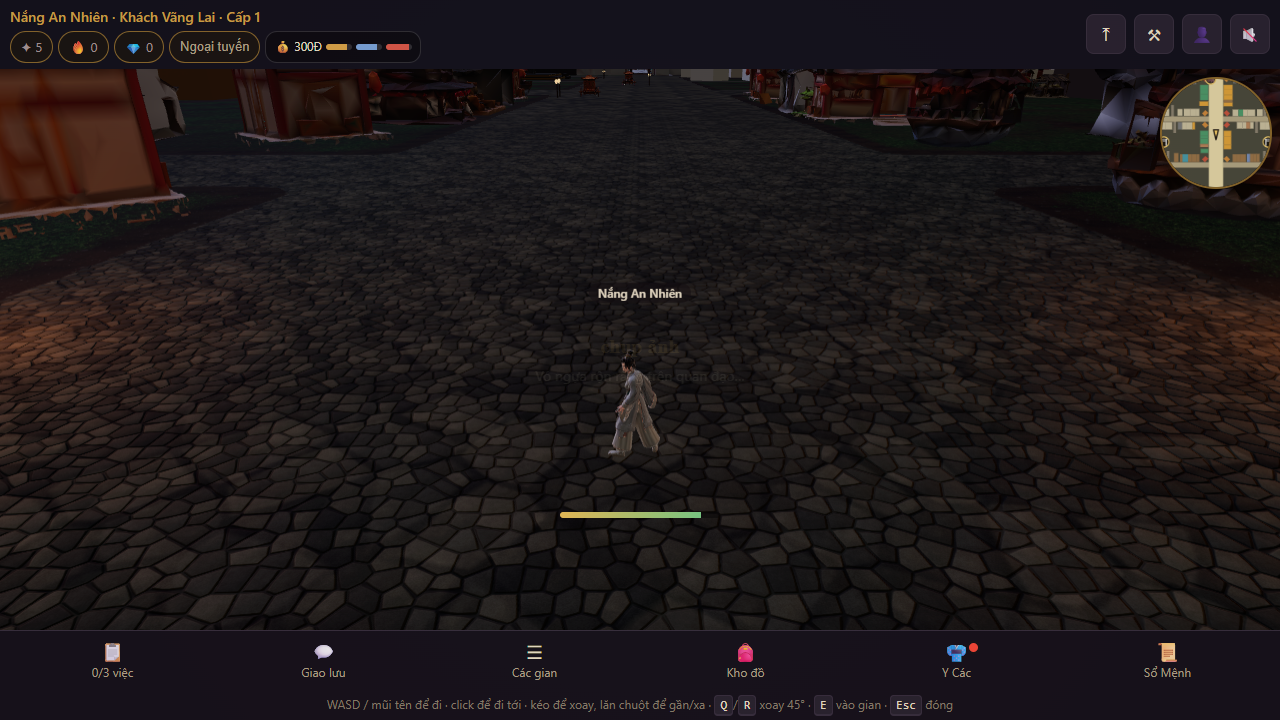 Nắng An Nhiên · Khách Vãng Lai · Cấp 1
✦ 5
0
0
Ngoại tuyến
300Đ
Nắng An Nhiên
0/3 việc
Giao lưu
Các gian
Kho đồ
Y Các
Sổ Mệnh
WASD / mũi tên để đi · click để đi tới · kéo để xoay, lăn chuột để gần/xa · Q/R xoay 45° · E vào gian · Esc đóng